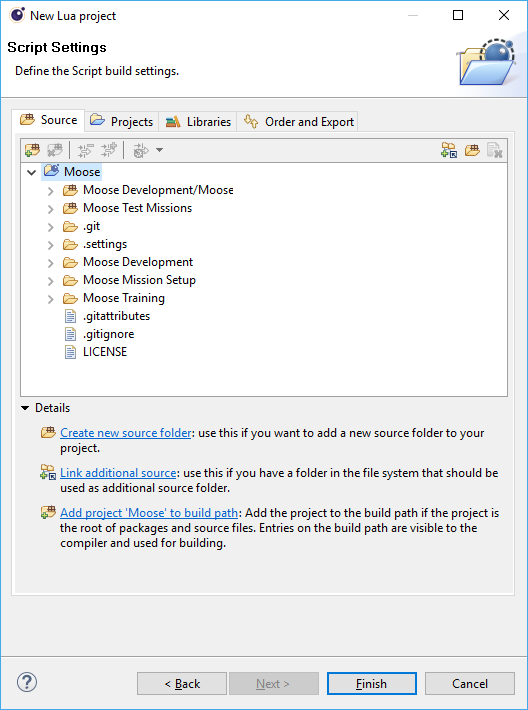 New Lua project
Script Settings
Define the Script build settings.
Source
Projects
Libraries
Order and Export
Moose
Moose Development/Moose
Moose Test Missions
.git
.settings
Moose Development
Moose Mission Setup
Moose Training
.gitattributes
.gitignore
LICENSE
Details
Create new source folder: use this if you want to add a new source folder to your
project.
Link additional source: use this if you have a folder in the file system that should be
used as additional source folder.
Add project 'Moose' to build path: Add the project to the build path if the project is
the root of packages and source files. Entries on the build path are visible to the
compiler and used for building.
?
< Back
Next >
Finish
Cancel